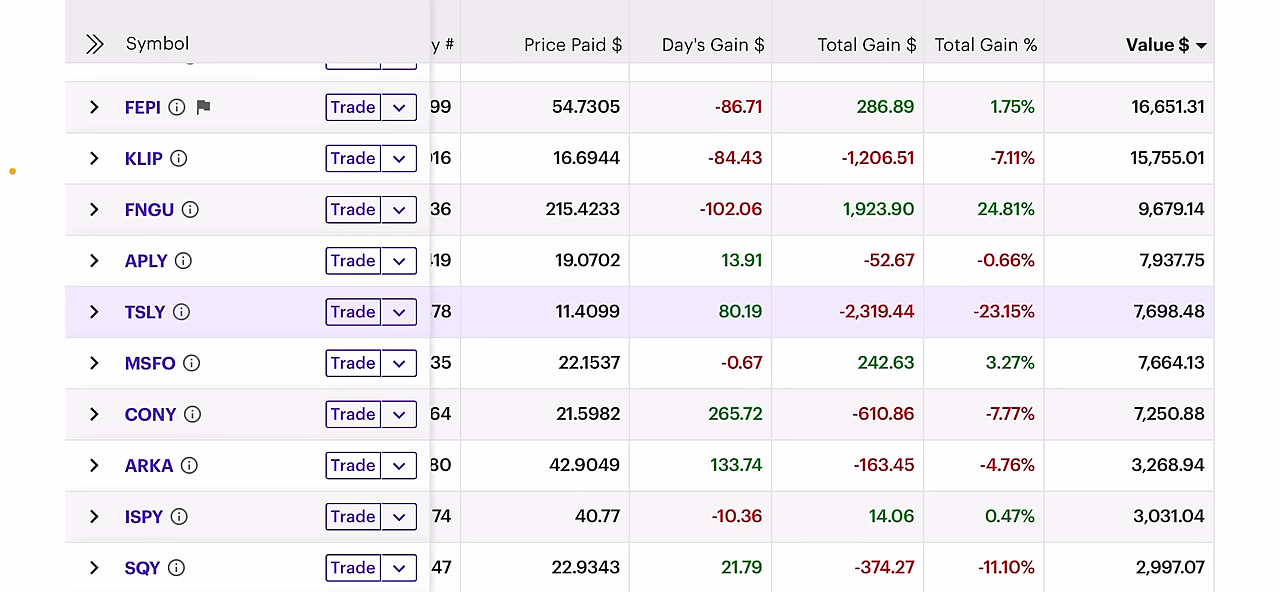 Symbol y # Price Paid $ Day's Gain $ Total Gain $ Total Gain % Value $
FEPI Trade 99 54.7305 -86.71 286.89 1.75% 16,651.31
KLIP Trade 16 16.6944 -84.43 -1,206.51 -7.11% 15,755.01
FNGU Trade 36 215.4233 -102.06 1,923.90 24.81% 9,679.14
APLY Trade 19 19.0702 13.91 -52.67 -0.66% 7,937.75
TSLY Trade 78 11.4099 80.19 -2,319.44 -23.15% 7,698.48
MSFO Trade 35 22.1537 -0.67 242.63 3.27% 7,664.13
CONY Trade 64 21.5982 265.72 -610.86 -7.77% 7,250.88
ARKA Trade 80 42.9049 133.74 -163.45 -4.76% 3,268.94
ISPY Trade 74 40.77 -10.36 14.06 0.47% 3,031.04
SQY Trade 47 22.9343 21.79 -374.27 -11.10% 2,997.07